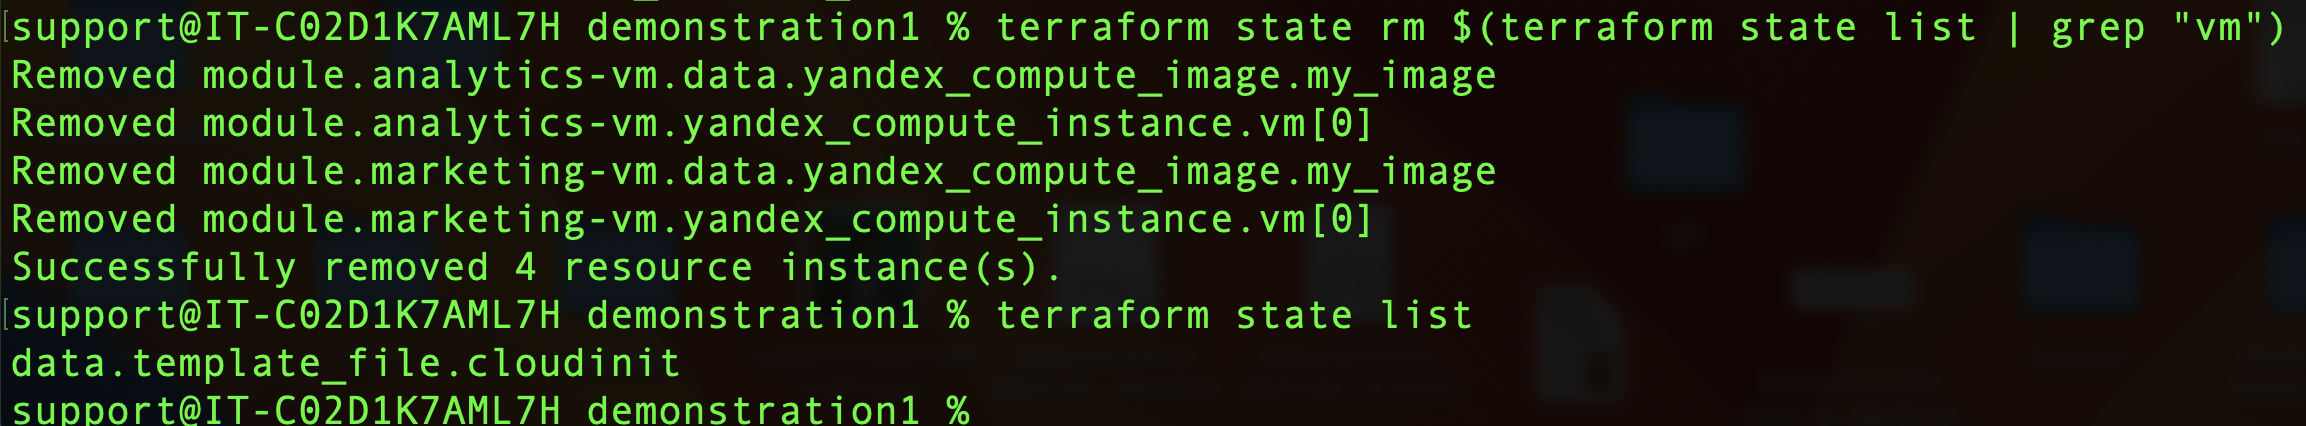 support@IT-C02D1K7AML7H demonstration1 % terraform state rm $(terraform state list | grep "vm")
Removed module.analytics-vm.data.yandex_compute_image.my_image
Removed module.analytics-vm.yandex_compute_instance.vm[0]
Removed module.marketing-vm.data.yandex_compute_image.my_image
Removed module.marketing-vm.yandex_compute_instance.vm[0]
Successfully removed 4 resource instance(s).
support@IT-C02D1K7AML7H demonstration1 % terraform state list
data.template_file.cloudinit
support@IT-C02D1K7AML7H demonstration1 %